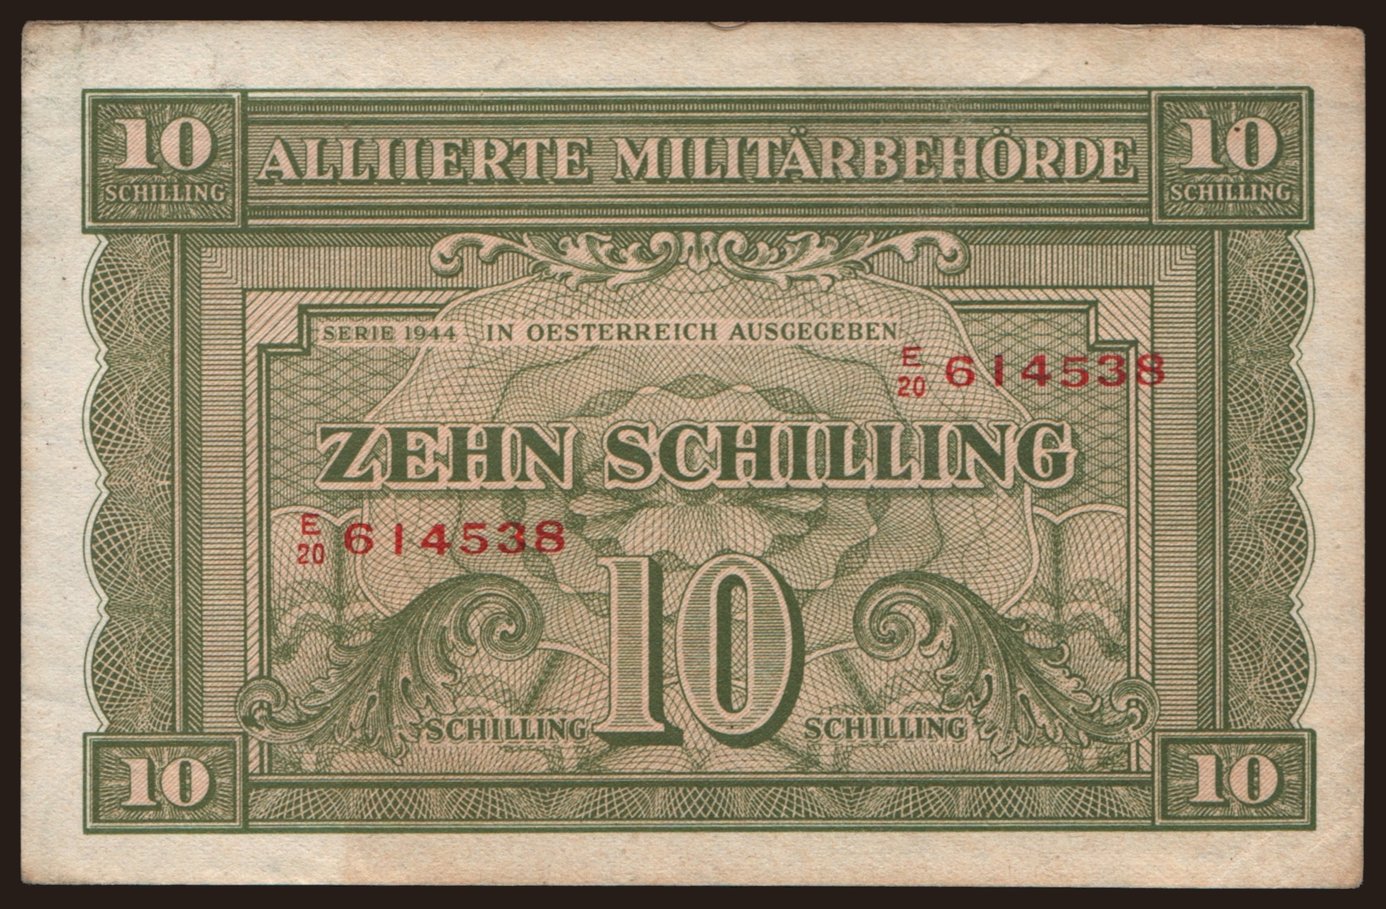 10 SCHILLING
ALLIIERTE MILITÄRBEHÖRDE
10 SCHILLING
SERIE 1944 IN OESTERREICH AUSGEGEBEN
E/20 614538
ZEHN SCHILLING
E/20 614538
SCHILLING 10 SCHILLING
10
10